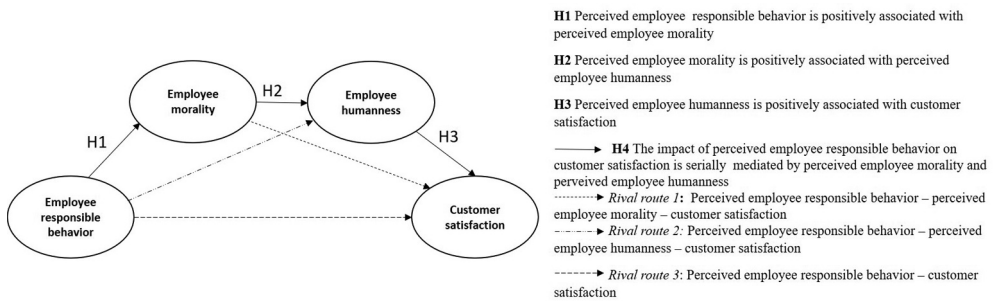 Employee
morality
H2
Employee
humanness
H1
H3
Employee
responsible
behavior
Customer
satisfaction
H1 Perceived employee responsible behavior is positively associated with
perceived employee morality
H2 Perceived employee morality is positively associated with perceived
employee humanness
H3 Perceived employee humanness is positively associated with customer
satisfaction
H4 The impact of perceived employee responsible behavior on
customer satisfaction is serially mediated by perceived employee morality and
perveived employee humanness
Rival route 1: Perceived employee responsible behavior – perceived
employee morality – customer satisfaction
Rival route 2: Perceived employee responsible behavior – perceived
employee humanness – customer satisfaction
Rival route 3: Perceived employee responsible behavior – customer
satisfaction